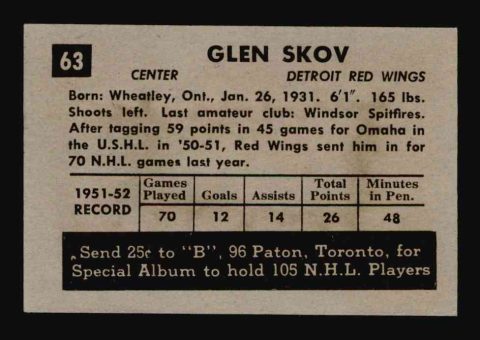 63
GLEN SKOV
CENTER
DETROIT RED WINGS
Born: Wheatley, Ont., Jan. 26, 1931. 6'1". 165 lbs.
Shoots left. Last amateur club: Windsor Spitfires.
After tagging 59 points in 45 games for Omaha in
the U.S.H.L. in '50-51, Red Wings sent him in for
70 N.H.L. games last year.
1951-52 RECORD
Games Played Goals Assists Total Points Minutes in Pen.
70 12 14 26 48
Send 25¢ to "B", 96 Paton, Toronto, for
Special Album to hold 105 N.H.L. Players